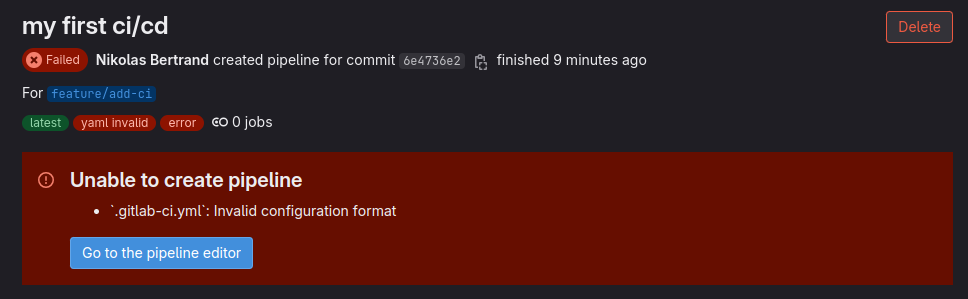 my first ci/cd
Delete
Failed Nikolas Bertrand created pipeline for commit 6e4736e2 finished 9 minutes ago
For feature/add-ci
latest yaml invalid error 0 jobs
Unable to create pipeline
• `.gitlab-ci.yml`: Invalid configuration format
Go to the pipeline editor